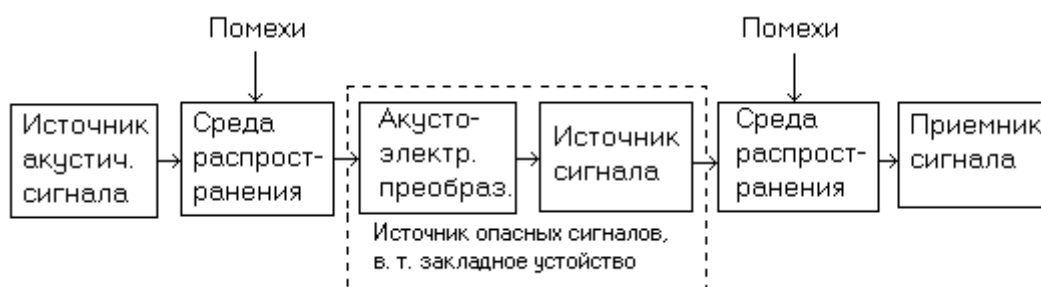 Помехи
Помехи
Источник
акустич.
сигнала
Среда
распрост-
ранения
Акусто-
электр.
преобраз.
Источник
сигнала
Среда
распрост-
ранения
Приемник
сигнала
Источник опасных сигналов,
в. т. закладное устойство